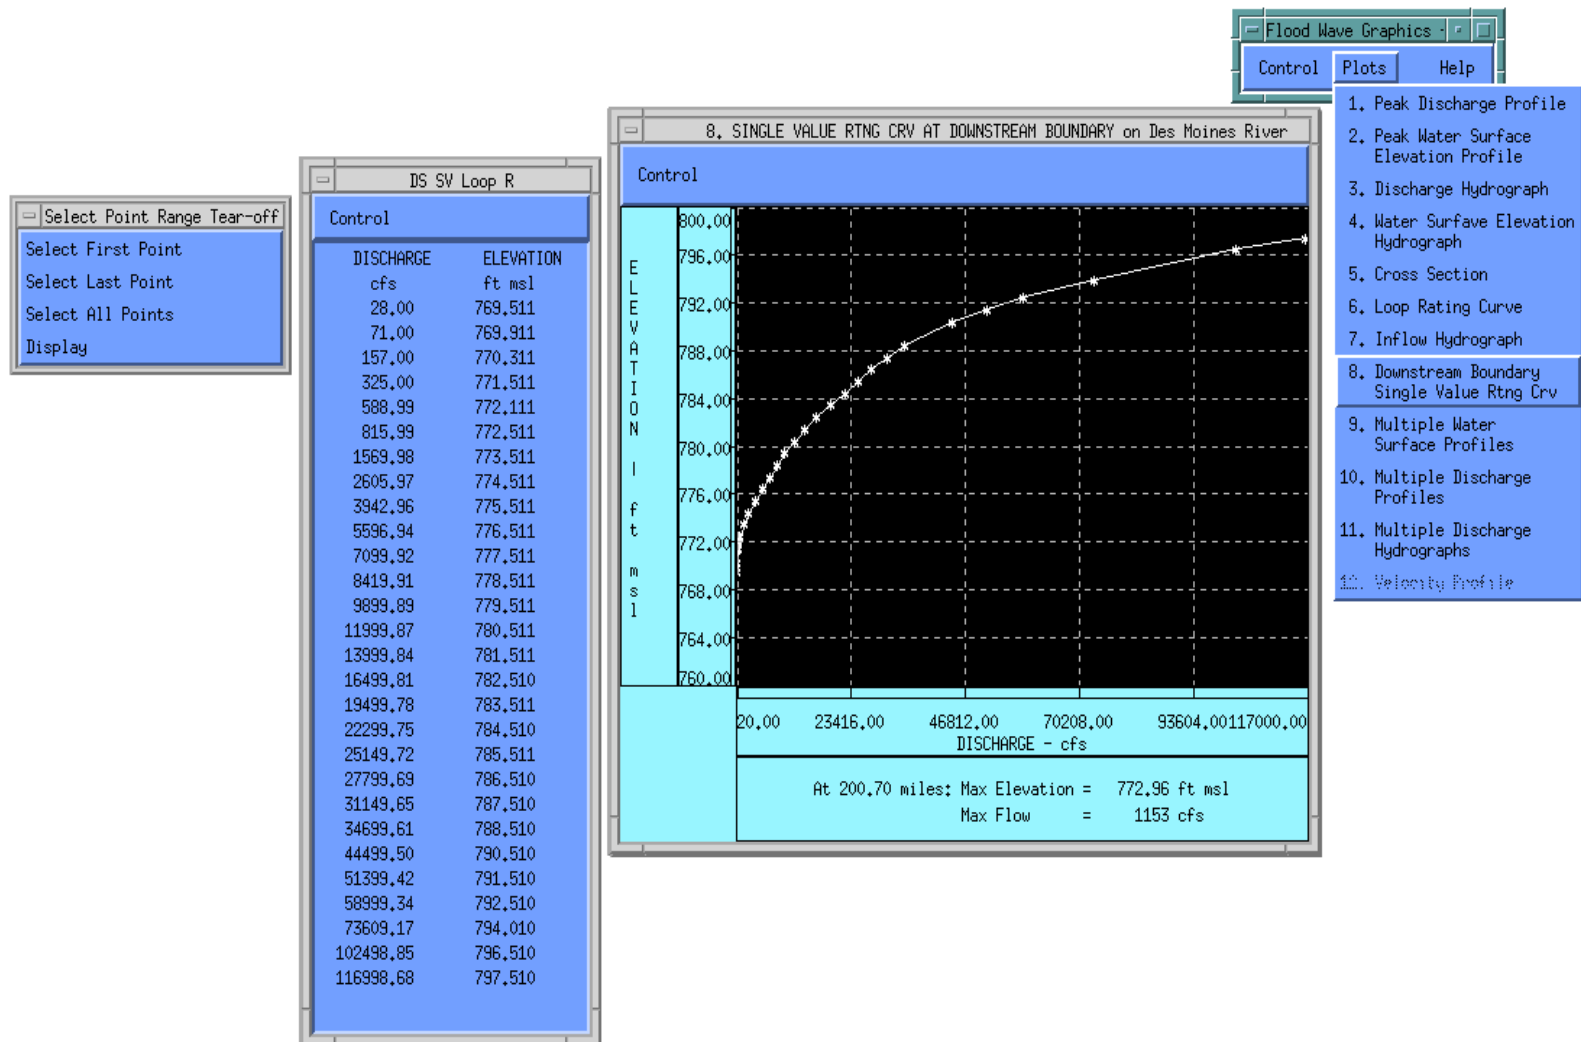 Select Point Range Tear-off
Select First Point
Select Last Point
Select All Points
Display
DS SV Loop R
Control
DISCHARGE ELEVATION
cfs ft msl
28.00 769.511
71.00 769.911
157.00 770.311
325.00 771.511
588.99 772.111
815.99 772.511
1569.98 773.511
2605.97 774.511
3942.96 775.511
5596.94 776.511
7099.92 777.511
8419.91 778.511
9899.89 779.511
11999.87 780.511
13999.84 781.511
16499.81 782.510
19499.78 783.511
22299.75 784.510
25149.72 785.511
27799.69 786.510
31149.65 787.510
34699.61 788.510
44499.50 790.510
51399.42 791.510
58999.34 792.510
73609.17 794.010
102498.85 796.510
116998.68 797.510
8. SINGLE VALUE RTNG CRV AT DOWNSTREAM BOUNDARY on Des Moines River
Control
ELEVATION | ft msl
800.00
796.00
792.00
788.00
784.00
780.00
776.00
772.00
768.00
764.00
760.00
20.00 23416.00 46812.00 70208.00 93604.00 117000.00
DISCHARGE - cfs
At 200.70 miles: Max Elevation = 772.96 ft msl
Max Flow = 1153 cfs
Flood Wave Graphics -
Control Plots Help
1. Peak Discharge Profile
2. Peak Water Surface
Elevation Profile
3. Discharge Hydrograph
4. Water Surfave Elevation
Hydrograph
5. Cross Section
6. Loop Rating Curve
7. Inflow Hydrograph
8. Downstream Boundary
Single Value Rtng Crv
9. Multiple Water
Surface Profiles
10. Multiple Discharge
Profiles
11. Multiple Discharge
Hydrographs
12. Velocity Profile